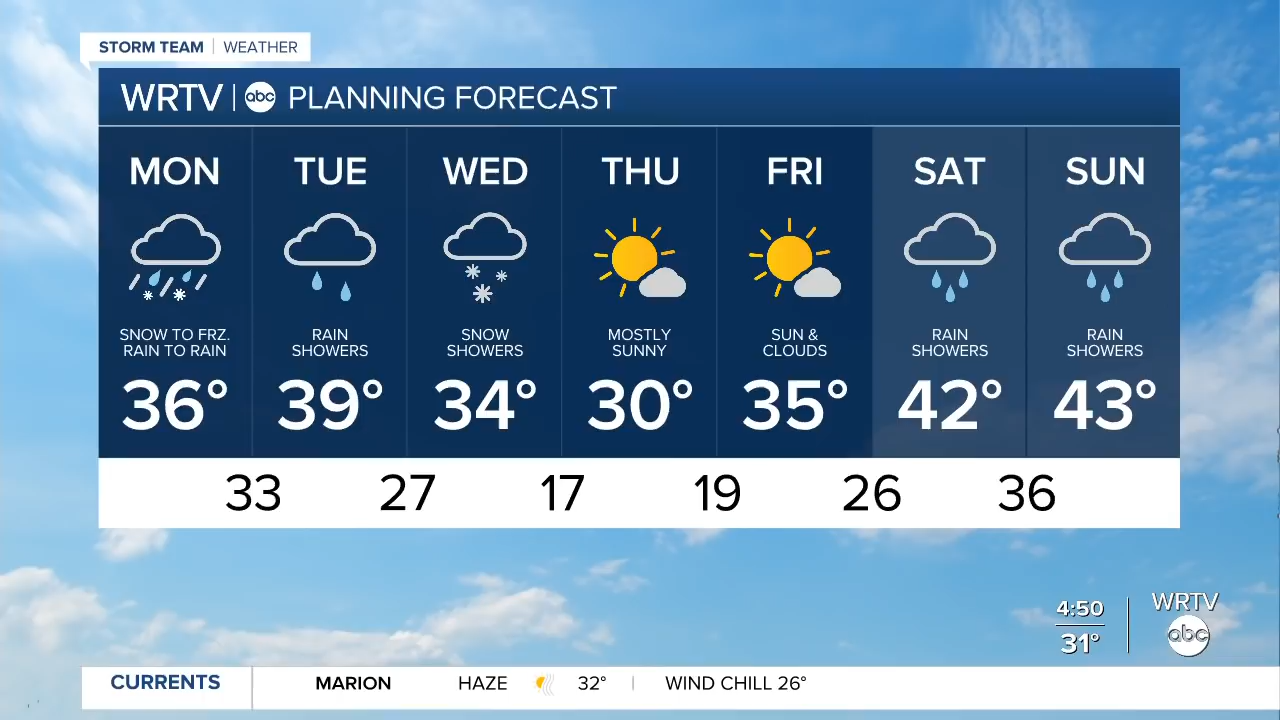 STORM TEAM | WEATHER
WRTV | abc PLANNING FORECAST
MON TUE WED THU FRI SAT SUN
SNOW TO FRZ. RAIN SNOW MOSTLY SUN & RAIN RAIN
RAIN TO RAIN SHOWERS SHOWERS SUNNY CLOUDS SHOWERS SHOWERS
36° 39° 34° 30° 35° 42° 43°
33 27 17 19 26 36
4:50
31°
WRTV
abc
CURRENTS MARION HAZE 32° | WIND CHILL 26°